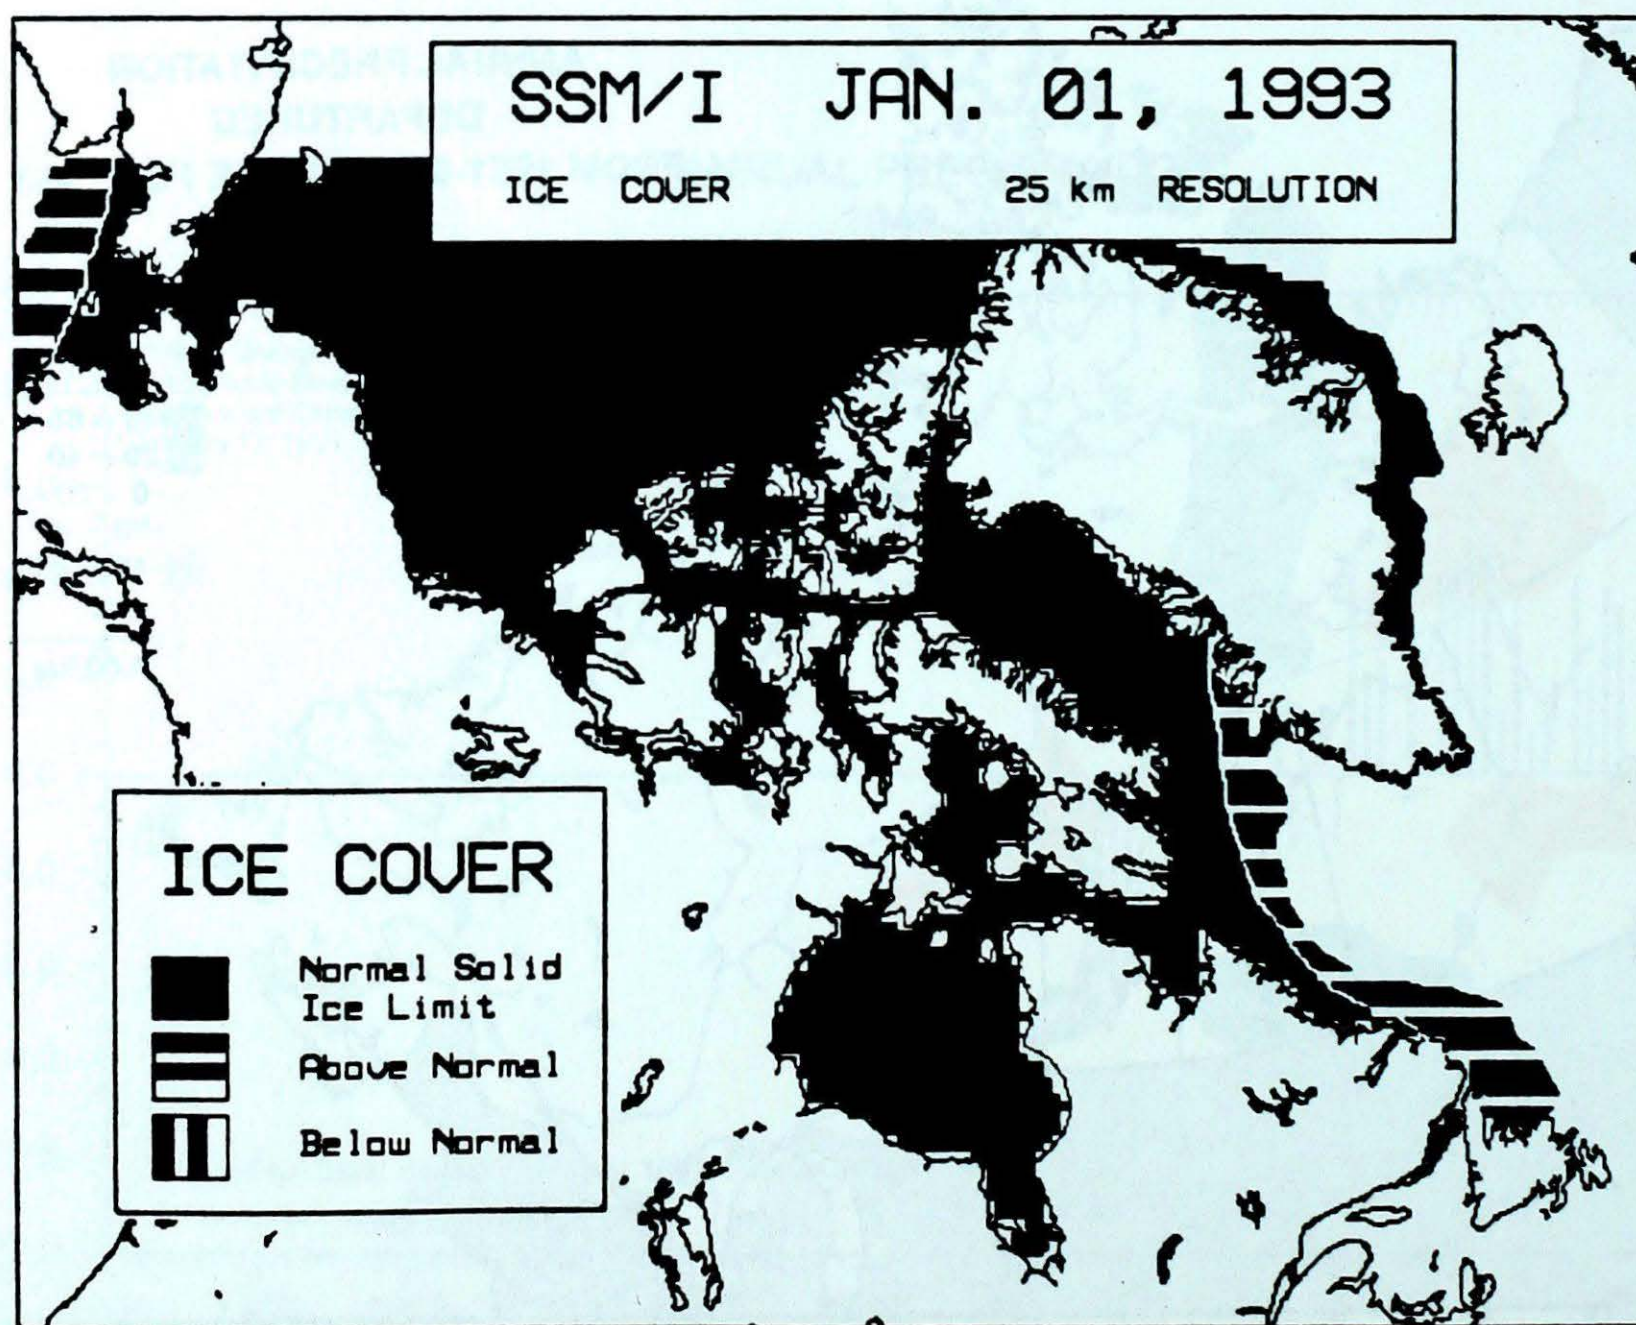 SSM/I JAN. 01, 1993
ICE COVER 25 km RESOLUTION
ICE COVER
Normal Solid
Ice Limit
Above Normal
Below Normal